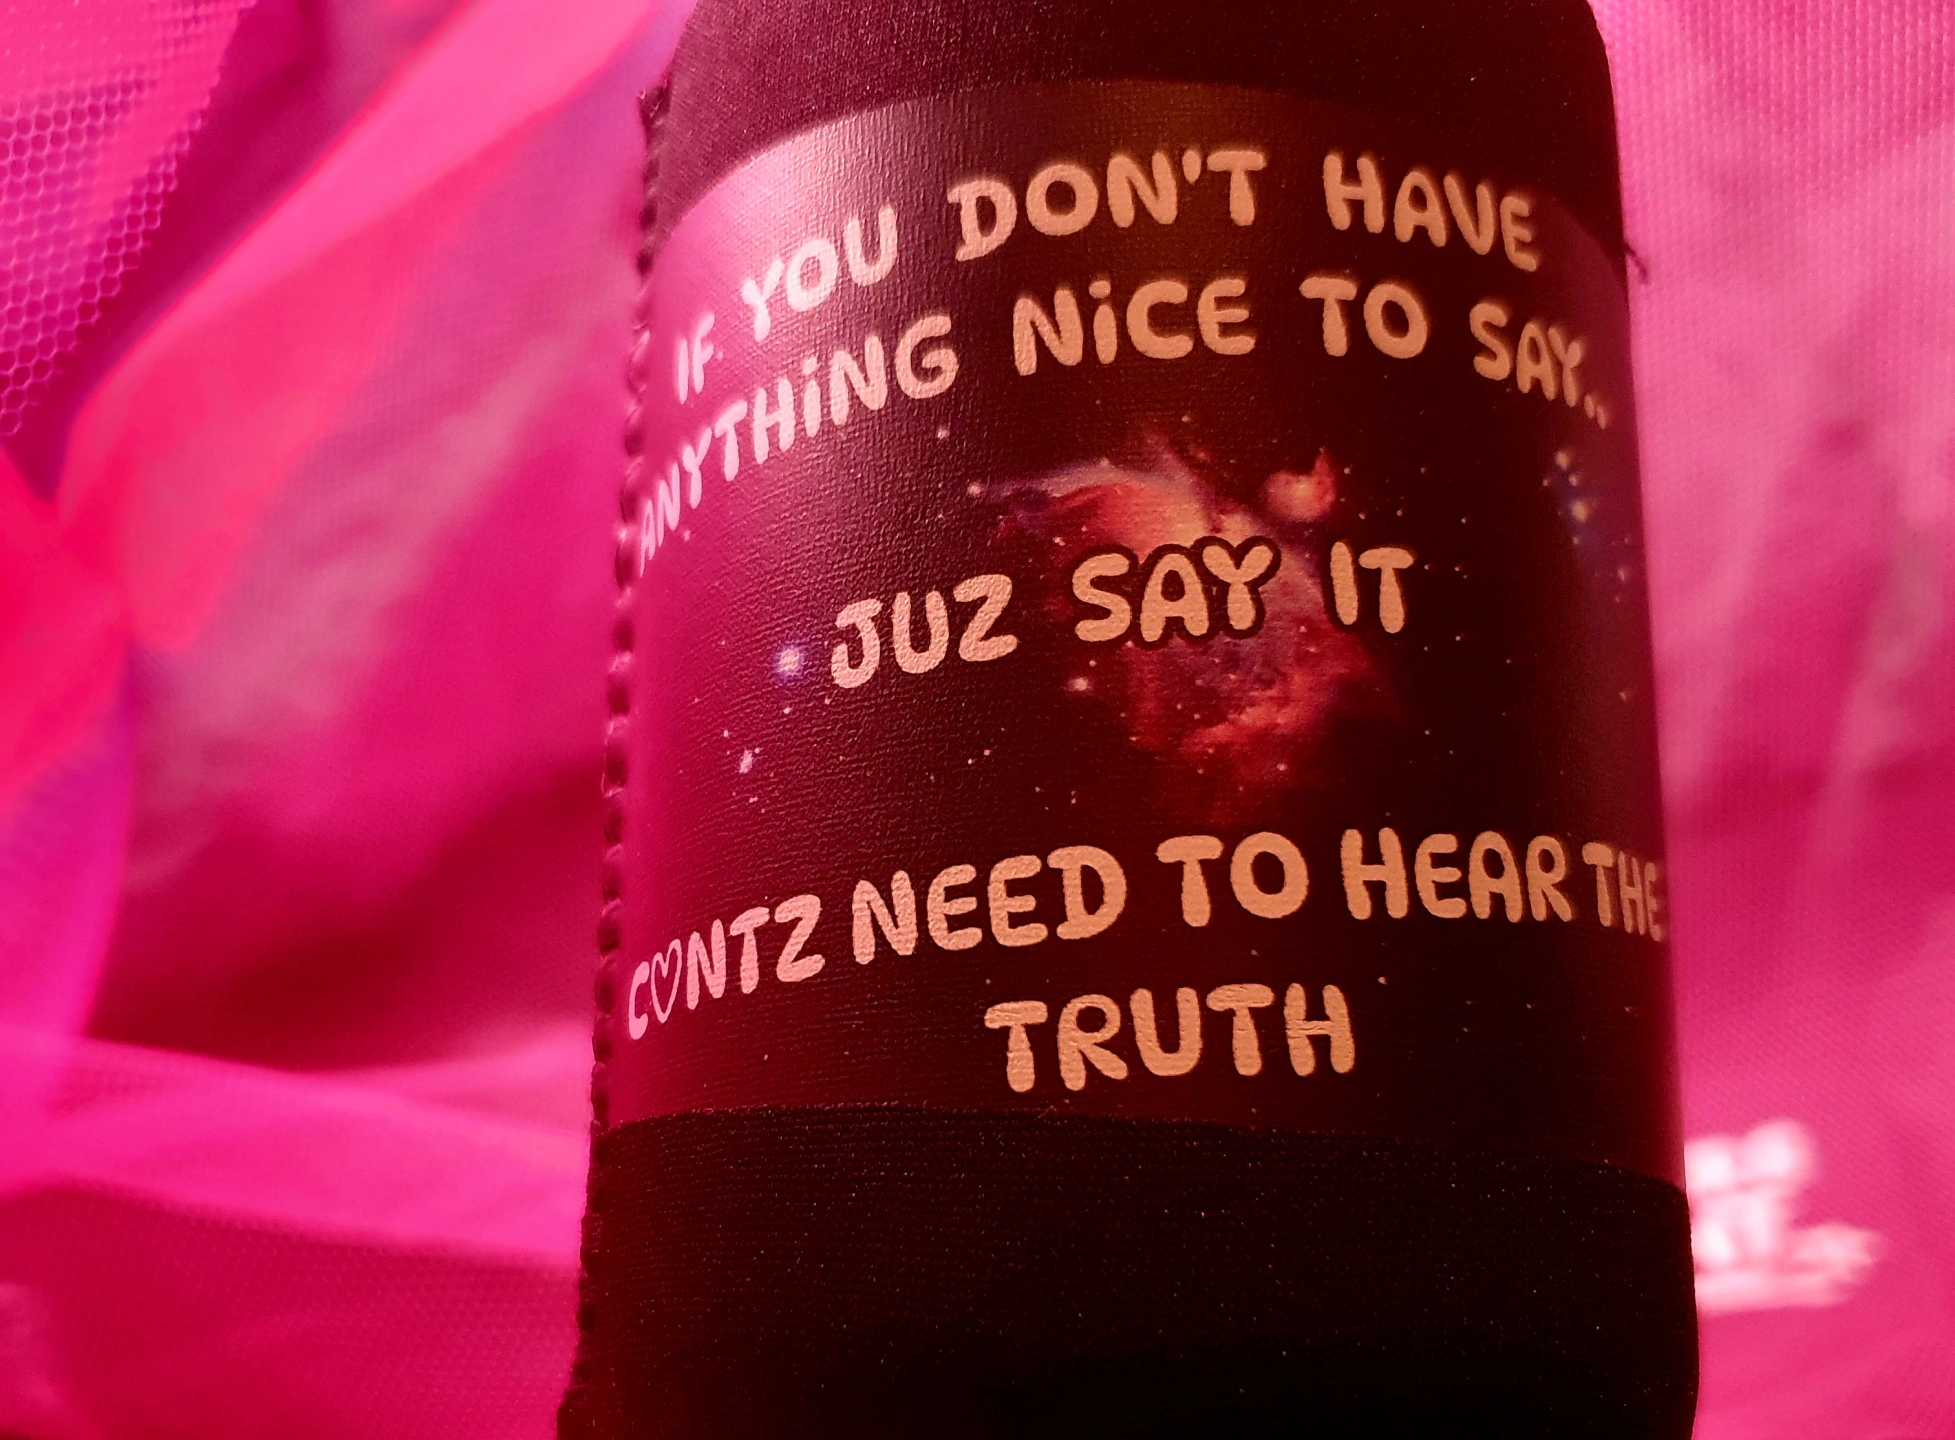 IF YOU DON'T HAVE
ANYTHiNG NiCE TO SAY..
JUZ SAY IT
C♡NTZ NEED TO HEAR THE
TRUTH